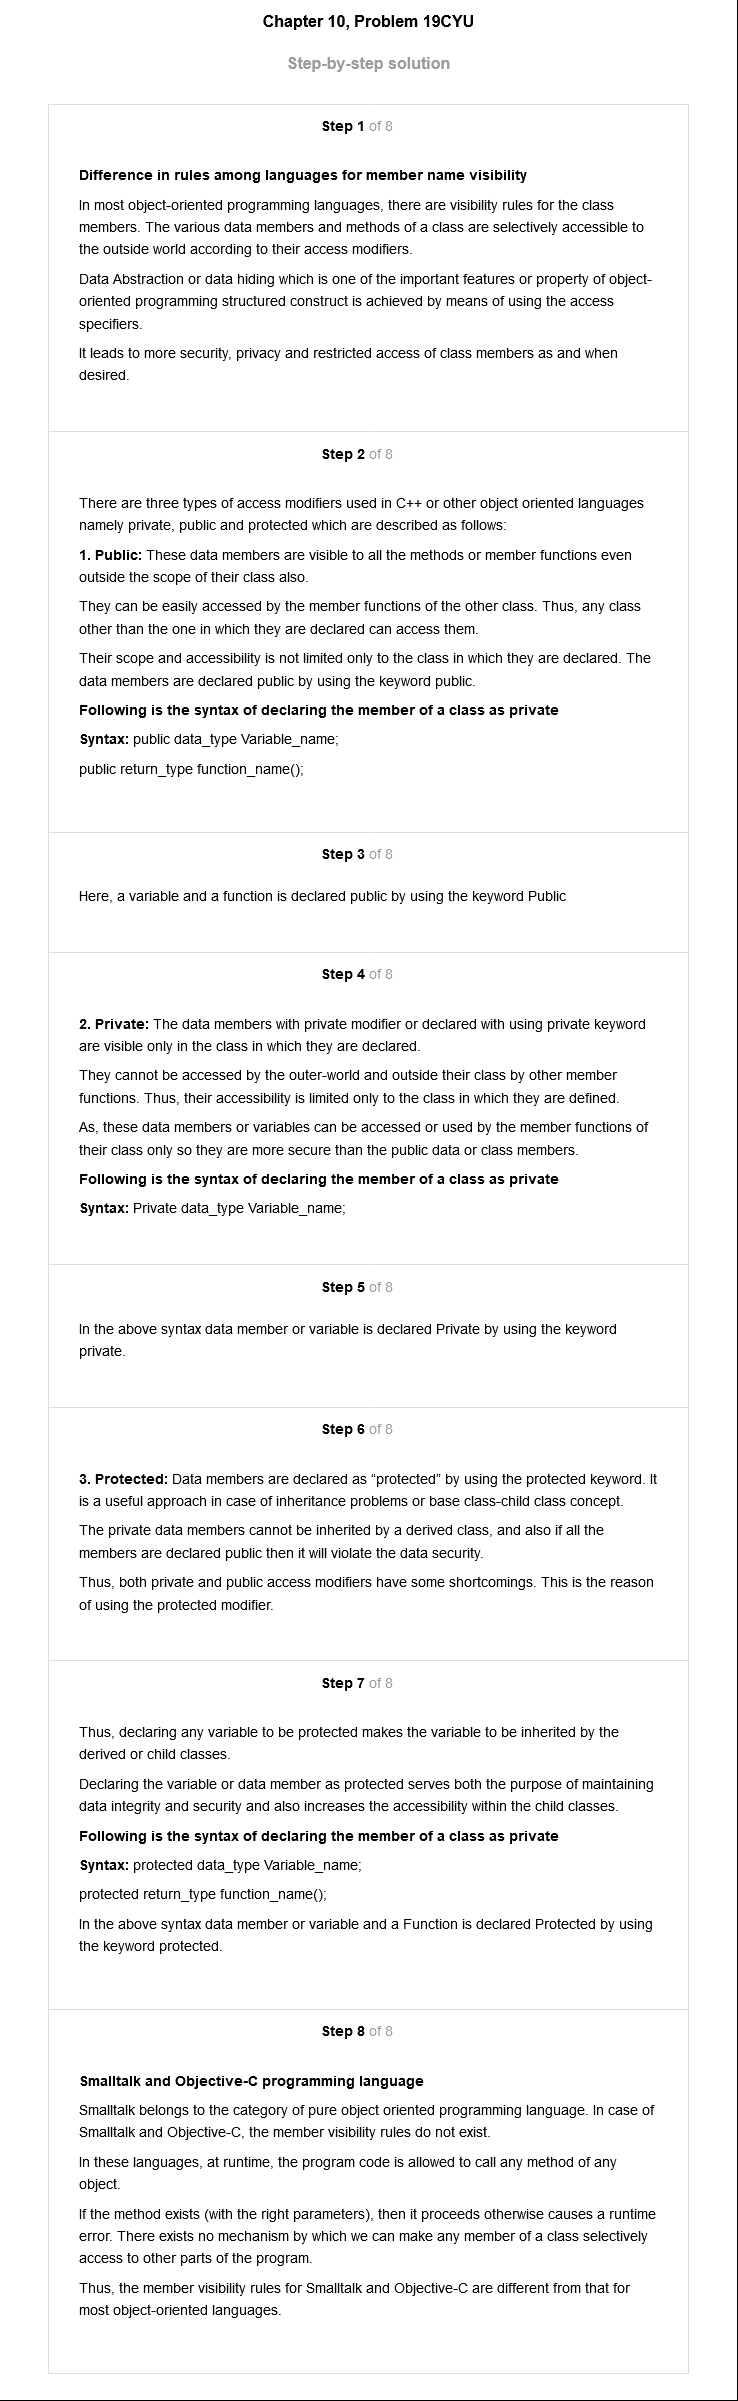 Chapter 10, Problem 19CYU
Step-by-step solution
Step 1 of 8
Difference in rules among languages for member name visibility
In most object-oriented programming languages, there are visibility rules for the class
members. The various data members and methods of a class are selectively accessible to
the outside world according to their access modifiers.
Data Abstraction or data hiding which is one of the important features or property of object-
oriented programming structured construct is achieved by means of using the access
specifiers.
It leads to more security, privacy and restricted access of class members as and when
desired.
Step 2 of 8
There are three types of access modifiers used in C++ or other object oriented languages
namely private, public and protected which are described as follows:
1. Public: These data members are visible to all the methods or member functions even
outside the scope of their class also.
They can be easily accessed by the member functions of the other class. Thus, any class
other than the one in which they are declared can access them.
Their scope and accessibility is not limited only to the class in which they are declared. The
data members are declared public by using the keyword public.
Following is the syntax of declaring the member of a class as private
Syntax: public data_type Variable_name;
public return_type function_name();
Step 3 of 8
Here, a variable and a function is declared public by using the keyword Public
Step 4 of 8
2. Private: The data members with private modifier or declared with using private keyword
are visible only in the class in which they are declared.
They cannot be accessed by the outer-world and outside their class by other member
functions. Thus, their accessibility is limited only to the class in which they are defined.
As, these data members or variables can be accessed or used by the member functions of
their class only so they are more secure than the public data or class members.
Following is the syntax of declaring the member of a class as private
Syntax: Private data_type Variable_name;
Step 5 of 8
In the above syntax data member or variable is declared Private by using the keyword
private.
Step 6 of 8
3. Protected: Data members are declared as “protected” by using the protected keyword. It
is a useful approach in case of inheritance problems or base class-child class concept.
The private data members cannot be inherited by a derived class, and also if all the
members are declared public then it will violate the data security.
Thus, both private and public access modifiers have some shortcomings. This is the reason
of using the protected modifier.
Step 7 of 8
Thus, declaring any variable to be protected makes the variable to be inherited by the
derived or child classes.
Declaring the variable or data member as protected serves both the purpose of maintaining
data integrity and security and also increases the accessibility within the child classes.
Following is the syntax of declaring the member of a class as private
Syntax: protected data_type Variable_name;
protected return_type function_name();
In the above syntax data member or variable and a Function is declared Protected by using
the keyword protected.
Step 8 of 8
Smalltalk and Objective-C programming language
Smalltalk belongs to the category of pure object oriented programming language. In case of
Smalltalk and Objective-C, the member visibility rules do not exist.
In these languages, at runtime, the program code is allowed to call any method of any
object.
If the method exists (with the right parameters), then it proceeds otherwise causes a runtime
error. There exists no mechanism by which we can make any member of a class selectively
access to other parts of the program.
Thus, the member visibility rules for Smalltalk and Objective-C are different from that for
most object-oriented languages.